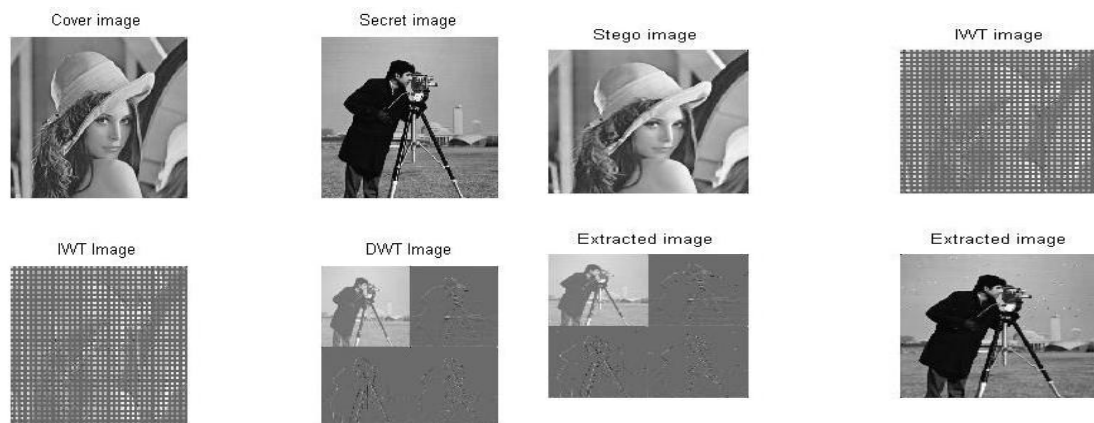 Cover image
Secret image
Stego image
IWT image
IWT Image
DWT Image
Extracted image
Extracted image